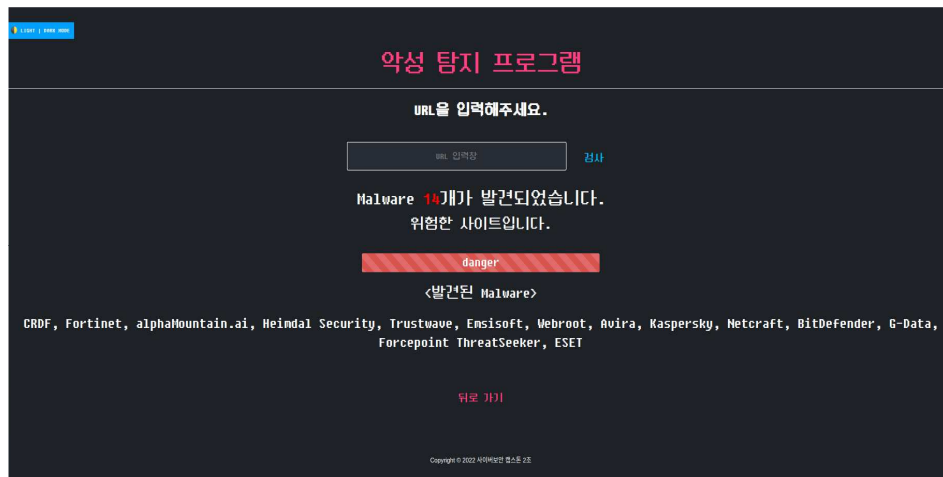 LIGHT | DARK MODE
악성 탐지 프로그램
URL을 입력해주세요.
URL 입력창
검사
Malware 14개가 발견되었습니다.
위험한 사이트입니다.
danger
<발견된 Malware>
CRDF, Fortinet, alphaMountain.ai, Heimdal Security, Trustwave, Emsisoft, Webroot, Avira, Kaspersky, Netcraft, BitDefender, G-Data,
Forcepoint ThreatSeeker, ESET
뒤로 가기
Copyright © 2022 사이버보안 캡스톤 2조